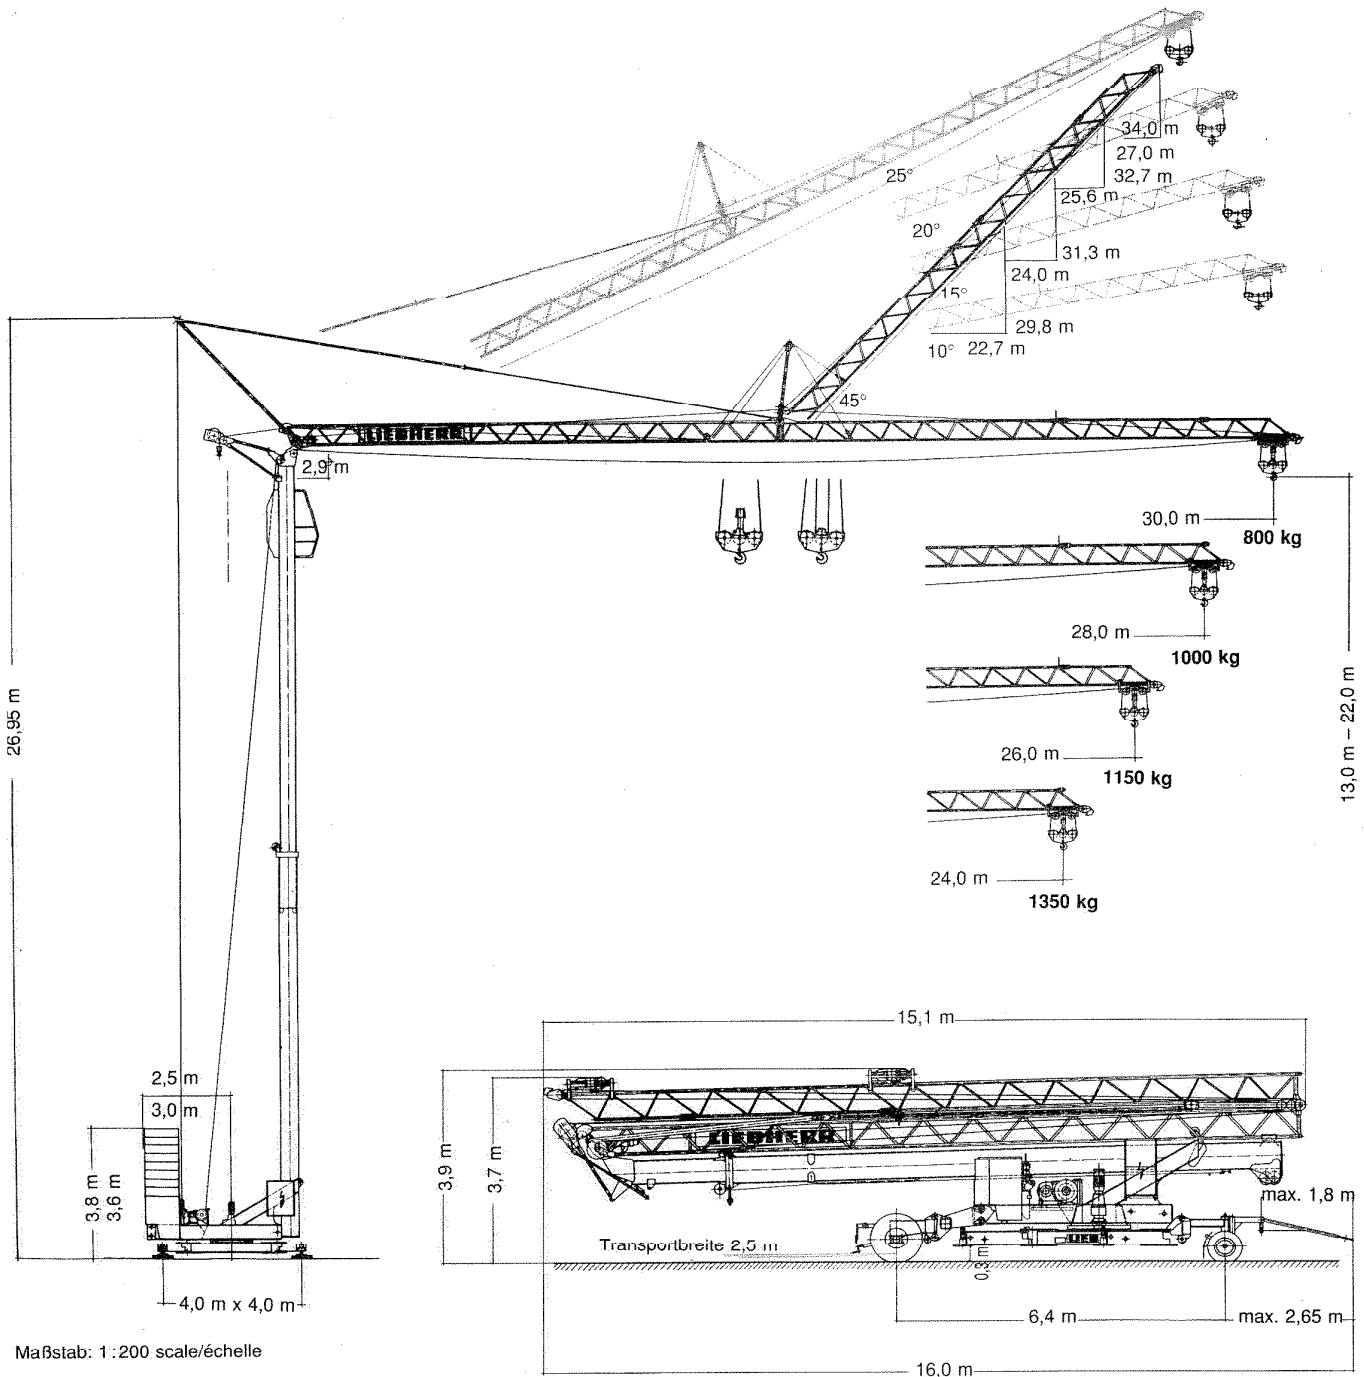 34,0 m
27,0 m
32,7 m
25°
25,6 m
20°
31,3 m
24,0 m
15°
29,8 m
10°
22,7 m
45°
LIEBHERR
2,9 m
30,0 m
800 kg
28,0 m
1000 kg
26,95 m
13,0 m – 22,0 m
26,0 m
1150 kg
24,0 m
1350 kg
15,1 m
2,5 m
3,0 m
3,8 m
3,6 m
3,9 m
3,7 m
LIEBHERR
max. 1,8 m
Transportbreite 2,5 m
LIEB
0,3 m
4,0 m x 4,0 m
6,4 m
max. 2,65 m
Maßstab: 1:200 scale/échelle
16,0 m